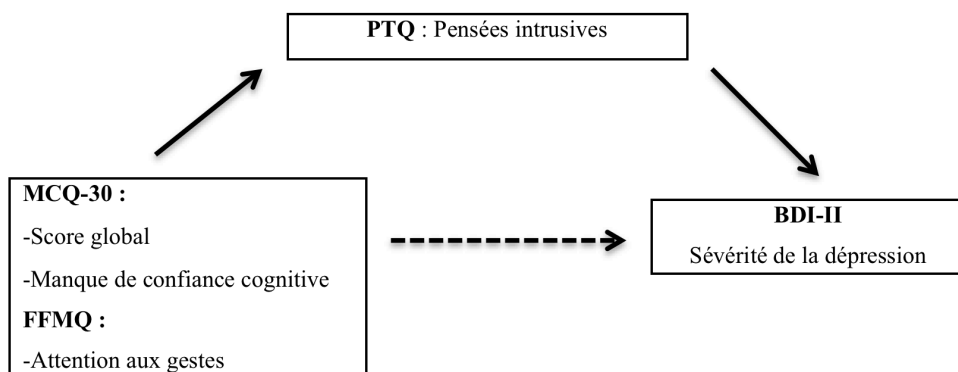 PTQ : Pensées intrusives
MCQ-30 :
-Score global
-Manque de confiance cognitive
FFMQ :
-Attention aux gestes
BDI-II
Sévérité de la dépression